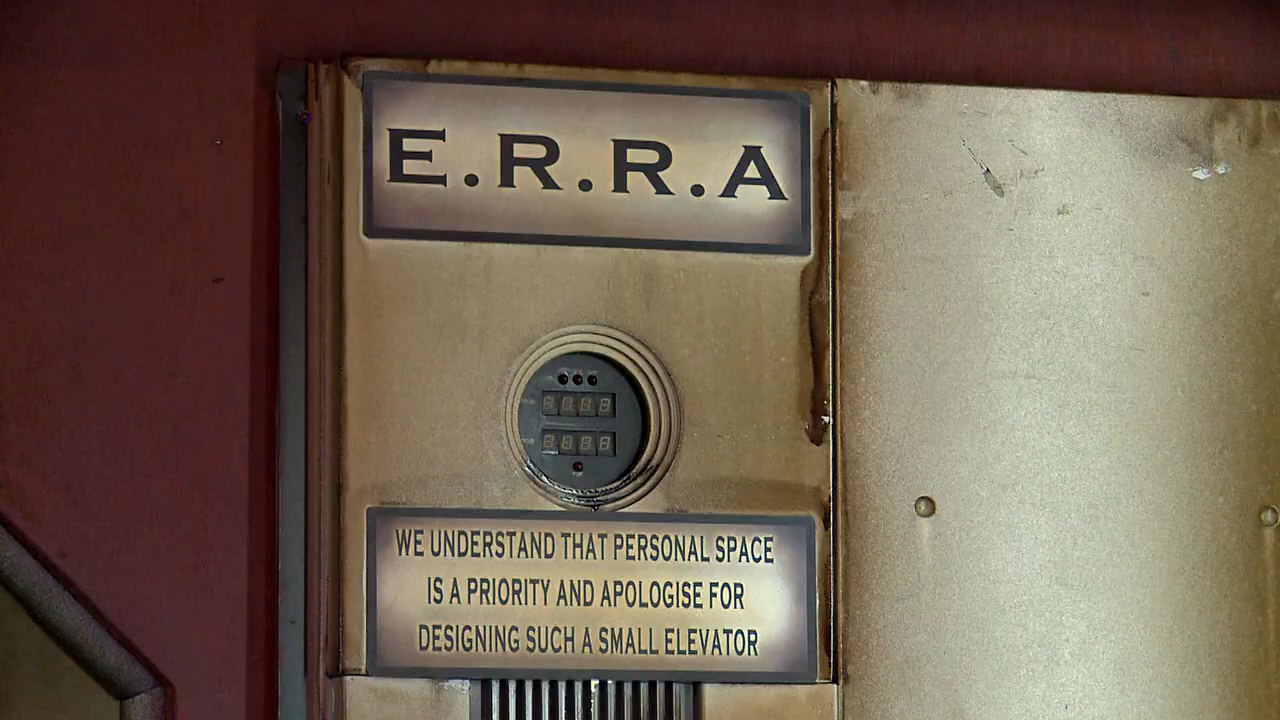 E.R.R.A
WE UNDERSTAND THAT PERSONAL SPACE
IS A PRIORITY AND APOLOGISE FOR
DESIGNING SUCH A SMALL ELEVATOR